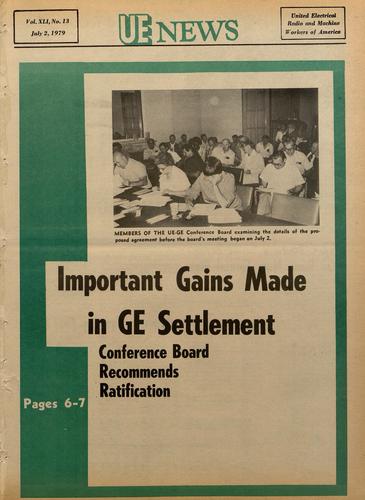 Vol. XLI, No. 13
July 2, 1979
UE NEWS
United Electrical
Radio and Machine
Workers of America
MEMBERS OF THE UE-GE Conference Board examining the details of the pro-
posed agreement before the board's meeting began on July 2.
Important Gains Made
in GE Settlement
Conference Board
Recommends
Ratification
Pages 6-7